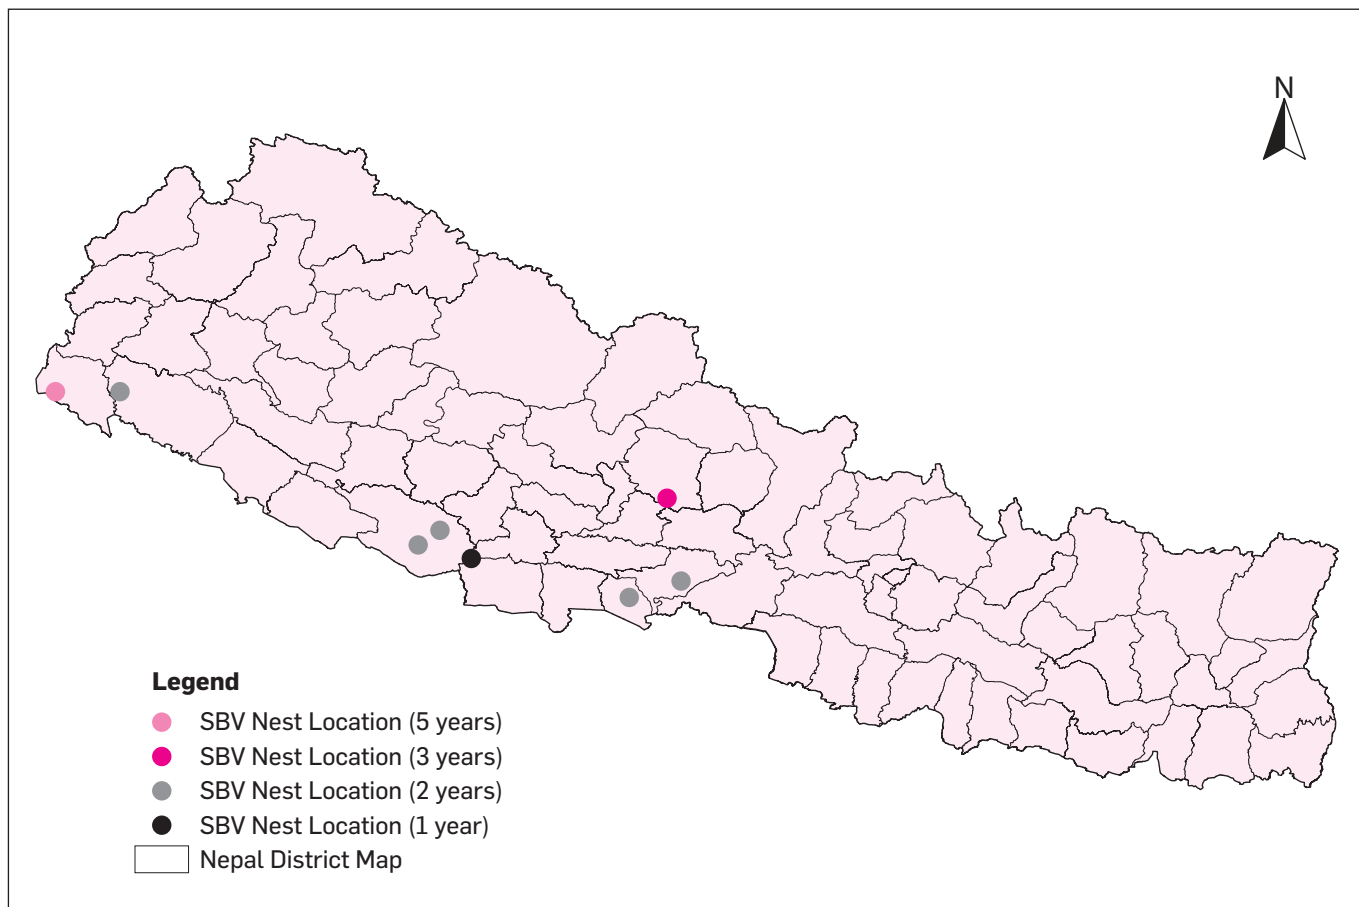 N
Legend
SBV Nest Location (5 years)
SBV Nest Location (3 years)
SBV Nest Location (2 years)
SBV Nest Location (1 year)
Nepal District Map